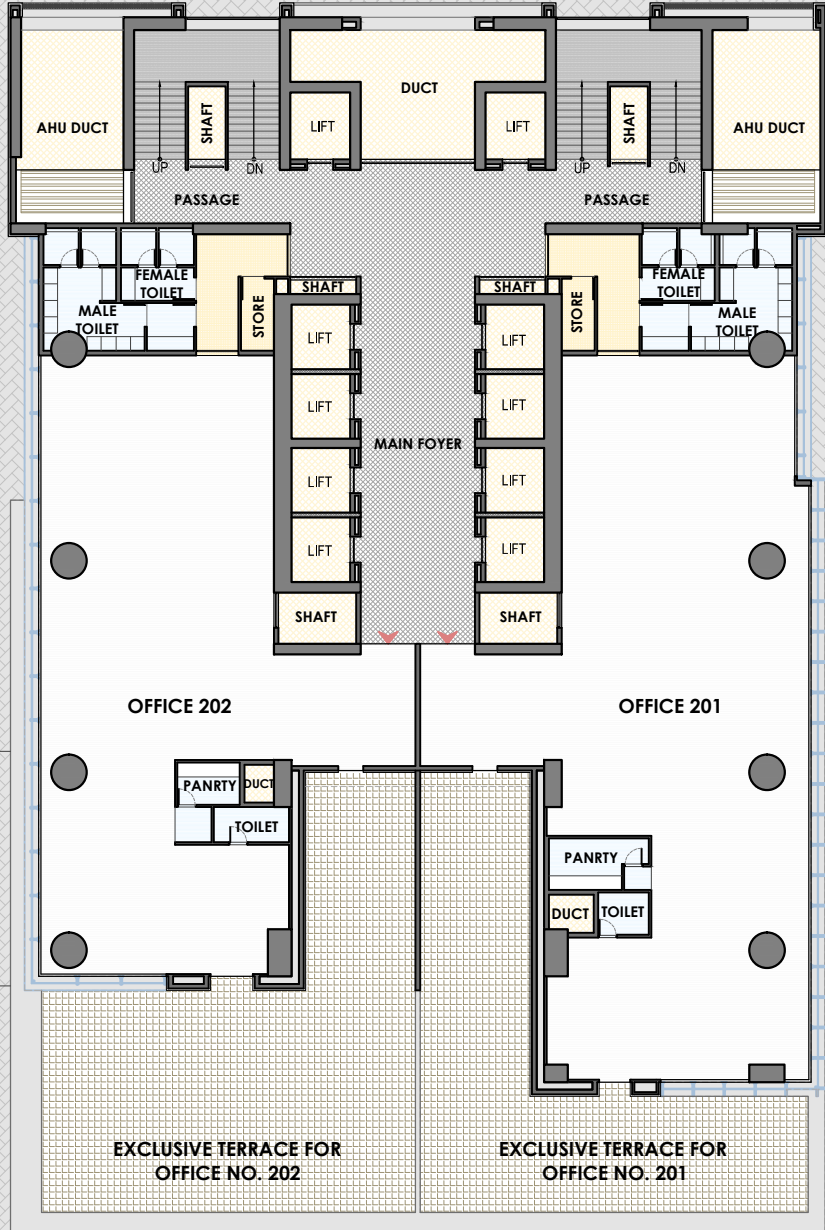 DUCT
AHU DUCT
SHAFT
LIFT
LIFT
SHAFT
AHU DUCT
UP
DN
UP
DN
PASSAGE
PASSAGE
FEMALE
TOILET
SHAFT
SHAFT
FEMALE
TOILET
MALE
TOILET
STORE
STORE
MALE
TOILET
LIFT
LIFT
LIFT
LIFT
MAIN FOYER
LIFT
LIFT
LIFT
LIFT
SHAFT
SHAFT
OFFICE 202
OFFICE 201
PANRTY
DUCT
TOILET
PANRTY
DUCT
TOILET
EXCLUSIVE TERRACE FOR
OFFICE NO. 202
EXCLUSIVE TERRACE FOR
OFFICE NO. 201